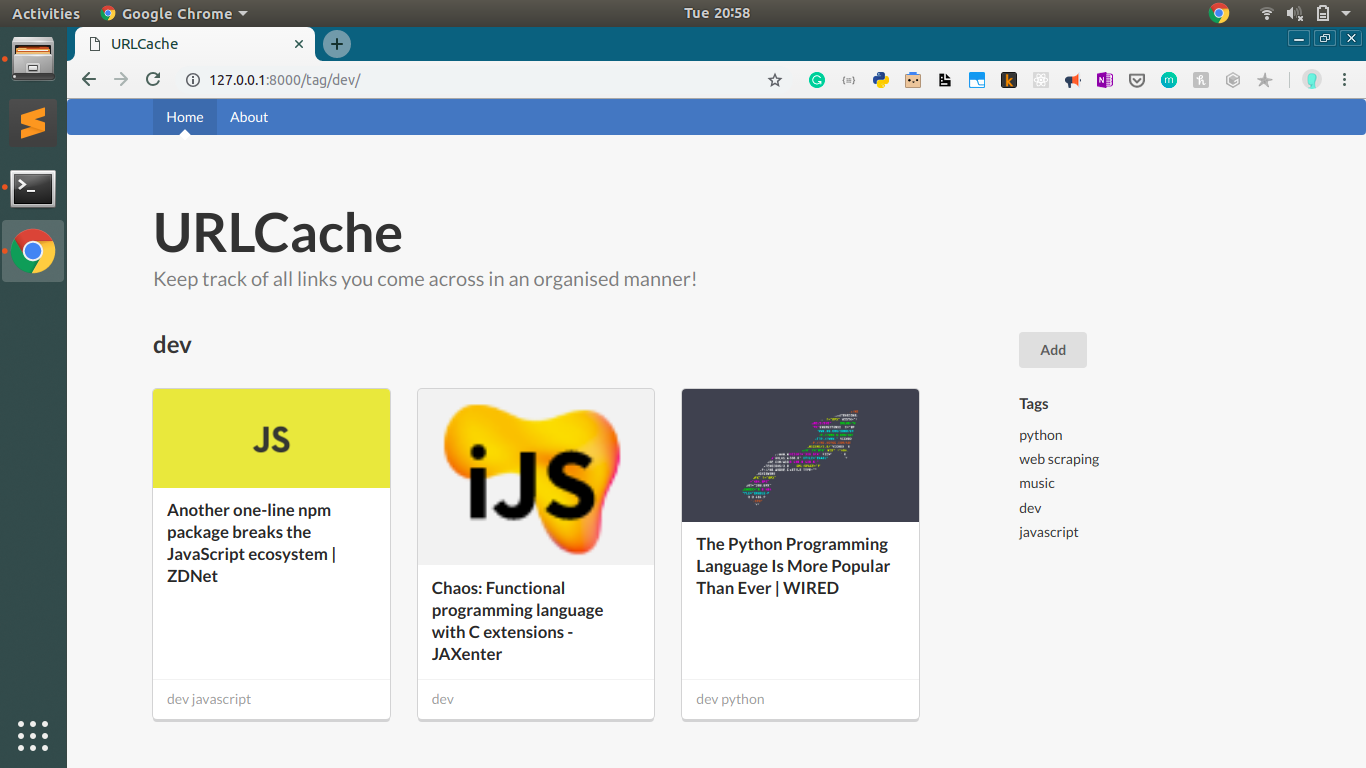 Activities Google Chrome Tue 20:58
URLCache
127.0.0.1:8000/tag/dev/
Home About
URLCache
Keep track of all links you come across in an organised manner!
dev
Add
JS
Another one-line npm
package breaks the
JavaScript ecosystem |
ZDNet
dev javascript
iJS
Chaos: Functional
programming language
with C extensions -
JAXenter
dev
The Python Programming
Language Is More Popular
Than Ever | WIRED
dev python
Tags
python
web scraping
music
dev
javascript